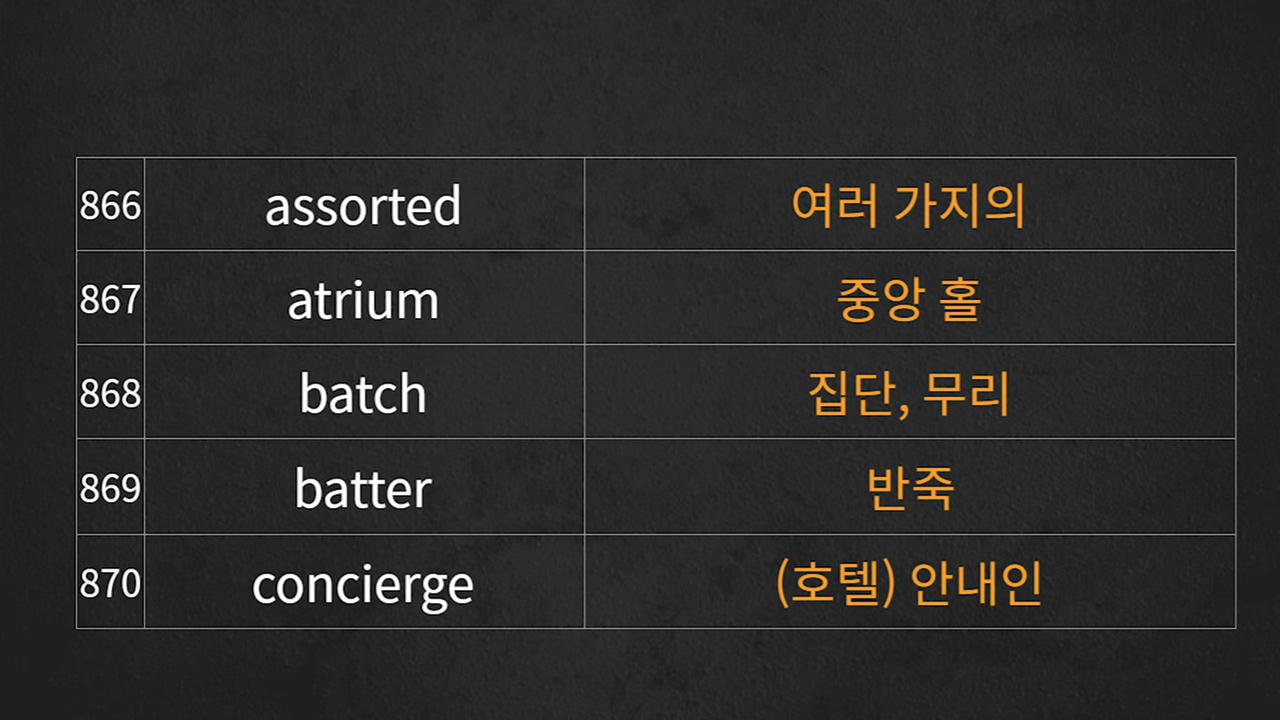 866 assorted 여러 가지의
867 atrium 중앙 홀
868 batch 집단, 무리
869 batter 반죽
870 concierge (호텔) 안내인